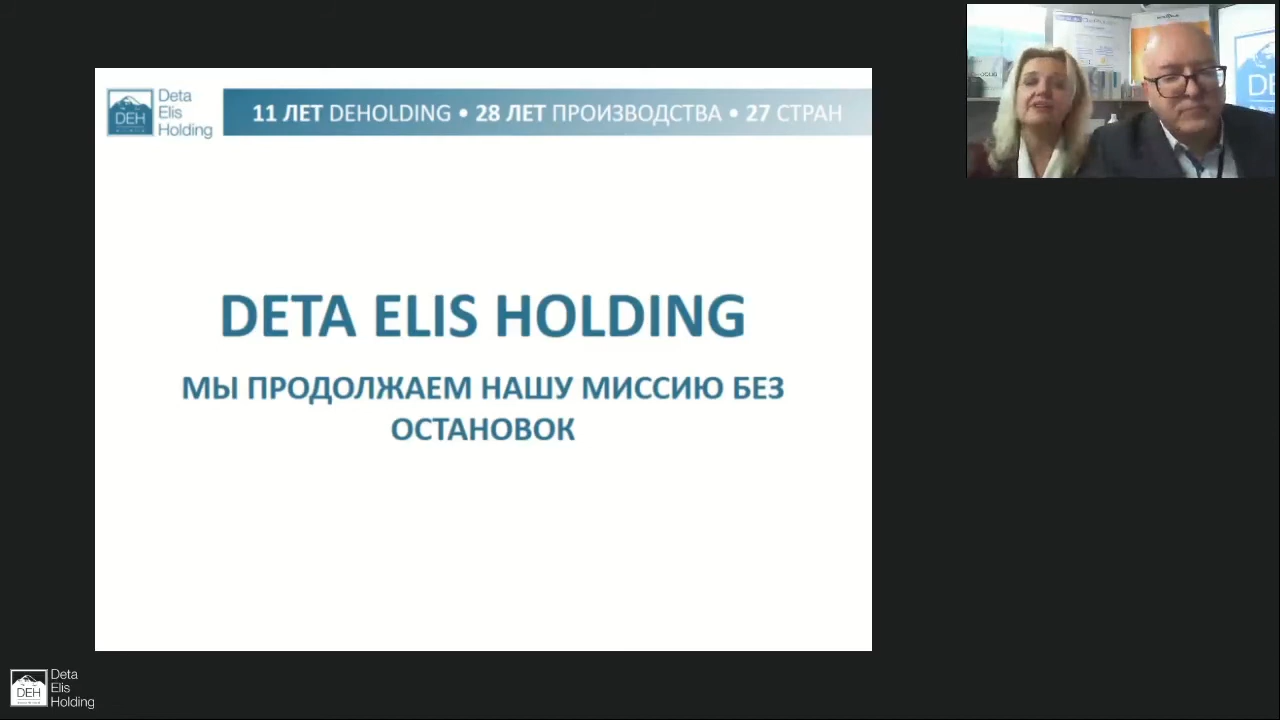 Deta
Elis
Holding
DEH
11 ЛЕТ DEHOLDING • 28 ЛЕТ ПРОИЗВОДСТВА • 27 СТРАН
DETA ELIS HOLDING
МЫ ПРОДОЛЖАЕМ НАШУ МИССИЮ БЕЗ
ОСТАНОВОК
DEH
Deta
Elis
Holding